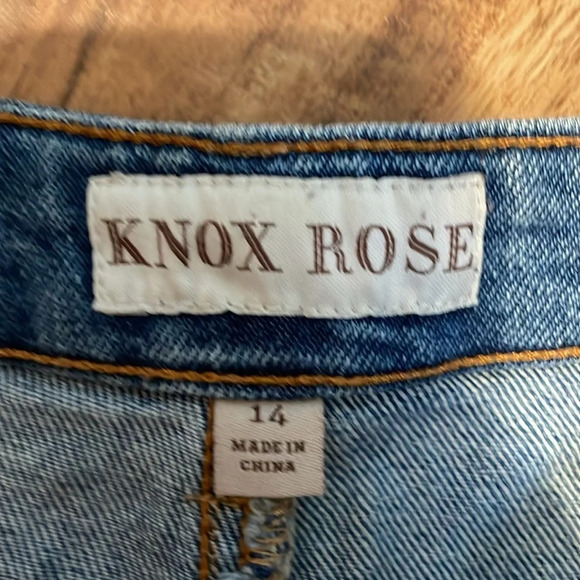 KNOX ROSE
14
MADE IN
CHINA